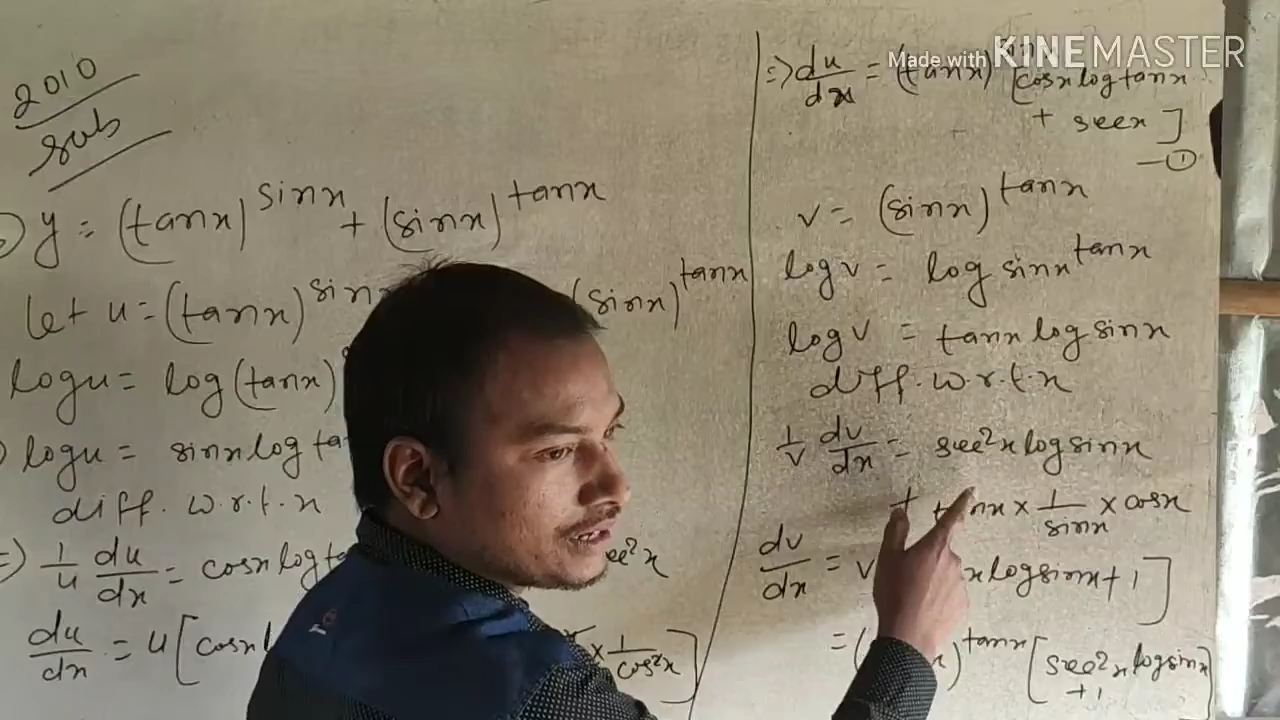 2010
sub
y = (tanx)^sinx + (sinx)^tanx
let u = (tanx)^sin (sinx)^tanx
logu = log(tanx)
logu = sinx log ta
diff. w.r.t. x
=) 1/u du/dx = cosx log t ec²x
du/dx = u [cosx × 1/cos²x]
Made with KINEMASTER
=> du/dx = (tanx)^sinx [cosx log tanx
+ secx]
—①
v = (sinx)^tanx
logv = log sinx^tanx
logv = tanx log sinx
diff. w.r.t. x
1/v dv/dx = sec²x log sinx
+ tanx × 1/sinx × cosx
dv/dx = v x log sinx + 1]
= ( x)^tanx [sec²x log sinx
+1]